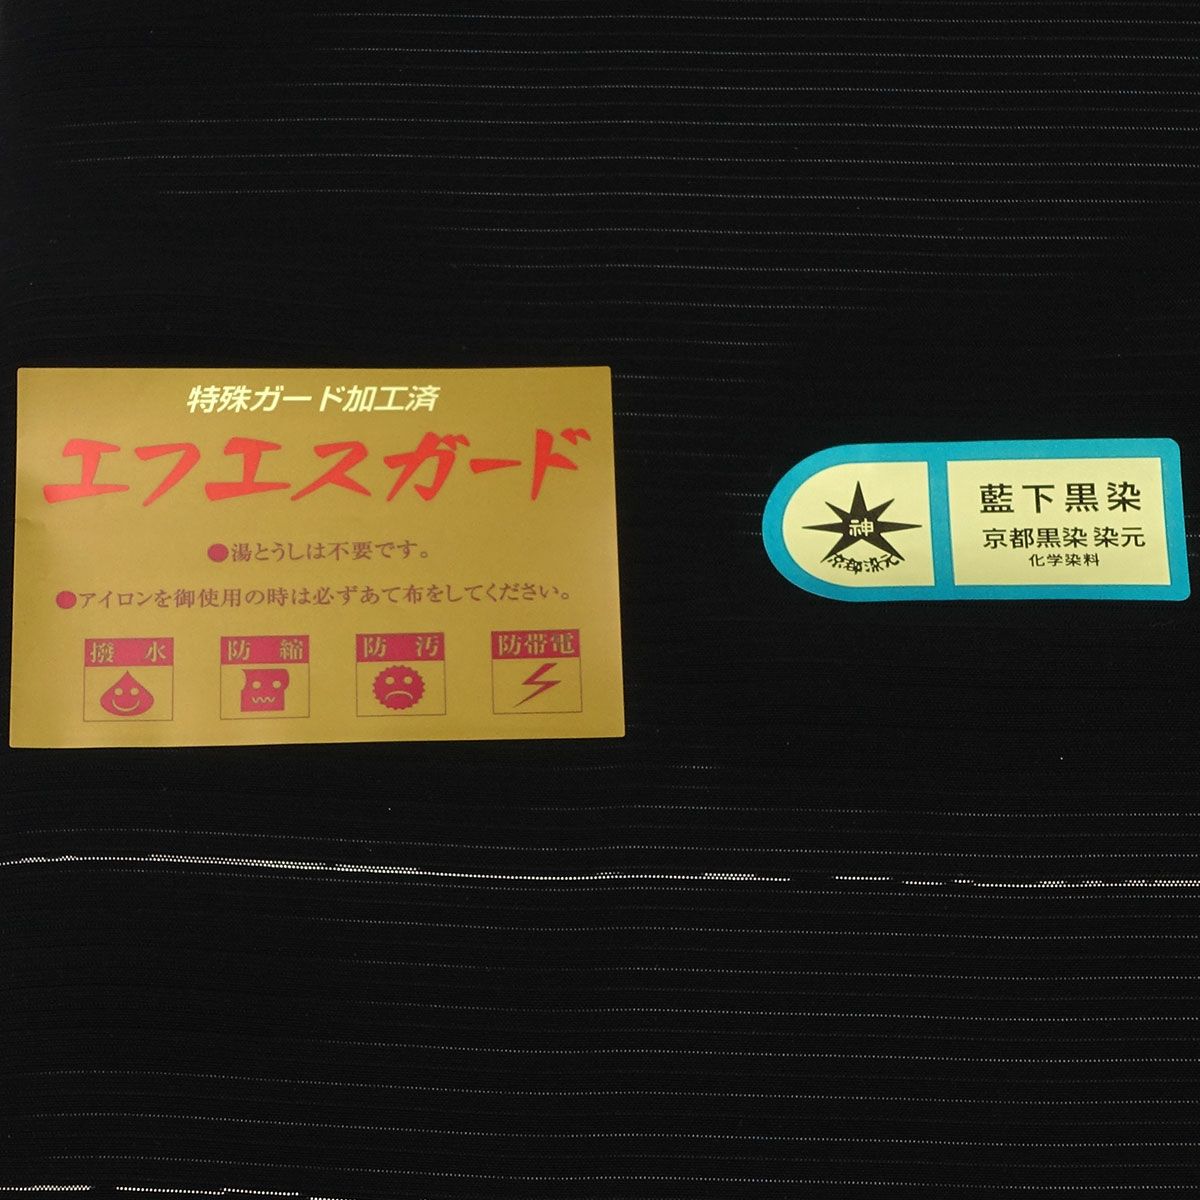 特殊ガード加工済
エフエスガード
●湯とうしは不要です。
●アイロンを御使用の時は必ずあて布をしてください。
撥水
防縮
防汚
防帯電
神
京都染元
藍下黒染
京都黒染 染元
化学染料